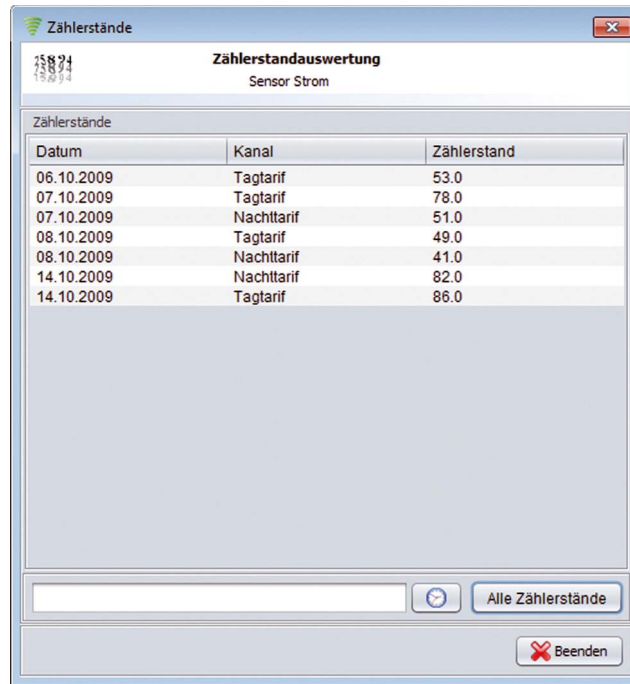 Zählerstände
Zählerstandauswertung
Sensor Strom
Zählerstände
Datum Kanal Zählerstand
06.10.2009 Tagtarif 53.0
07.10.2009 Tagtarif 78.0
07.10.2009 Nachttarif 51.0
08.10.2009 Tagtarif 49.0
08.10.2009 Nachttarif 41.0
14.10.2009 Nachttarif 82.0
14.10.2009 Tagtarif 86.0
Alle Zählerstände
Beenden